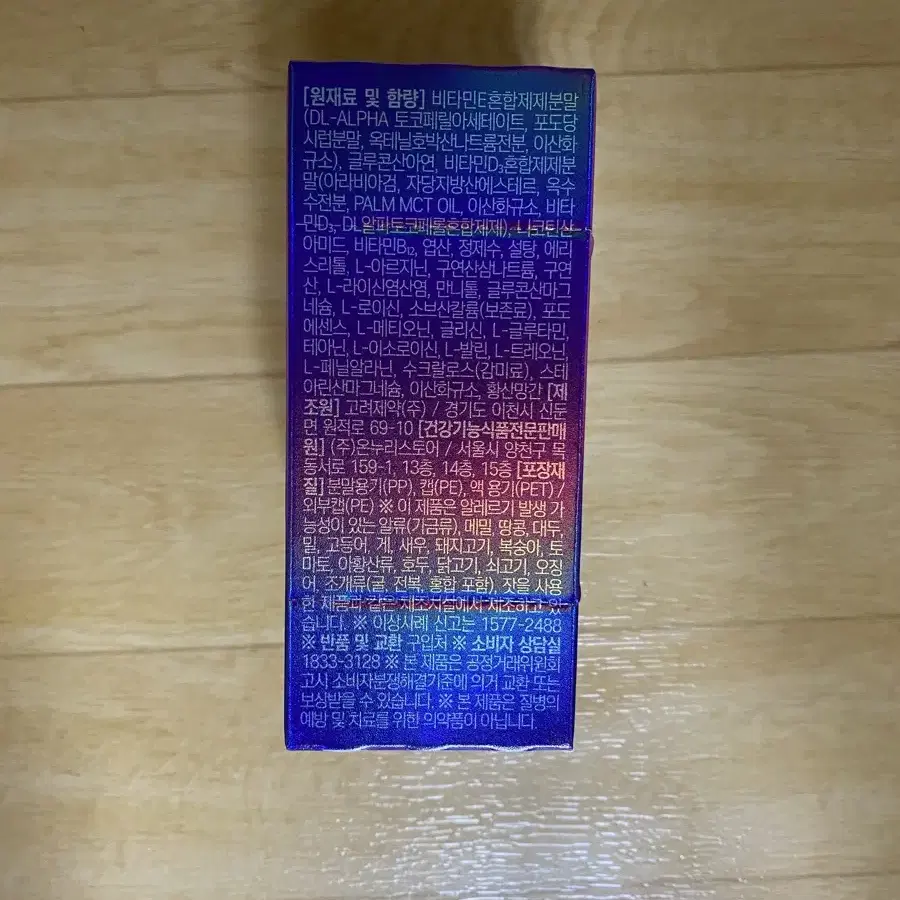 [원재료 및 함량] 비타민E혼합제제분말
(DL-ALPHA 토코페릴아세테이트, 포도당
시럽분말, 옥테닐호박산나트륨전분, 이산화
규소), 글루콘산아연, 비타민D₃혼합제제분
말(아라비아검, 자당지방산에스테르, 옥수
수전분, PALM MCT OIL, 이산화규소, 비타
민D₃, DL알파토코페롤혼합제제), 니코틴산
아미드, 비타민B₁₂, 엽산, 정제수, 설탕, 에리
스리톨, L-아르지닌, 구연산삼나트륨, 구연
산, L-라이신염산염, 만니톨, 글루콘산마그
네슘, L-로이신, 소브산칼륨(보존료), 포도
에센스, L-메티오닌, 글리신, L-글루타민,
테아닌, L-이소로이신, L-발린, L-트레오닌,
L-페닐알라닌, 수크랄로스(감미료), 스테
아린산마그네슘, 이산화규소, 황산망간 [제
조원] 고려제약(주) / 경기도 이천시 신둔
면 원적로 69-10 [건강기능식품전문판매
원] (주)온누리스토어 / 서울시 양천구 목
동서로 159-1, 13층, 14층, 15층 [포장재
질] 분말용기(PP), 캡(PE), 액 용기(PET) /
외부캡(PE) ※ 이 제품은 알레르기 발생 가
능성이 있는 알류(가금류), 메밀, 땅콩, 대두,
밀, 고등어, 게, 새우, 돼지고기, 복숭아, 토
마토, 아황산류, 호두, 닭고기, 쇠고기, 오징
어, 조개류(굴, 전복, 홍합 포함), 잣을 사용
한 제품과 같은 제조시설에서 제조하고 있
습니다. ※ 이상사례 신고는 1577-2488
※ 반품 및 교환 구입처 ※ 소비자 상담실
1833-3128 ※ 본 제품은 공정거래위원회
고시 소비자분쟁해결기준에 의거 교환 또는
보상받을 수 있습니다. ※ 본 제품은 질병의
예방 및 치료를 위한 의약품이 아닙니다.